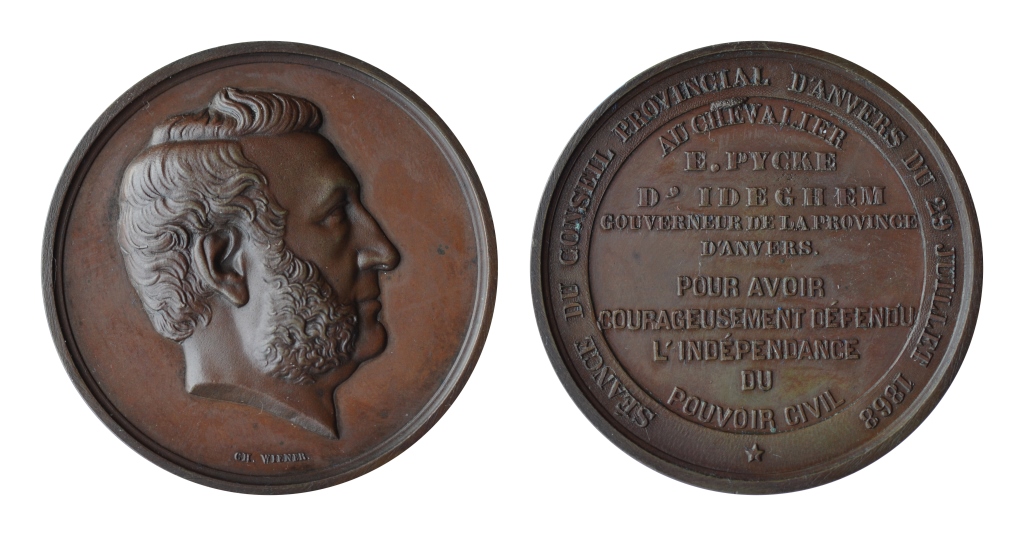 CH. WIENER.
SÉANCE DU CONSEIL PROVINCIAL D'ANVERS DU 29 JUILLET 1868
AU CHEVALIER
E. PYCKE
D'IDEGHEM
GOUVERNEUR DE LA PROVINCE
D'ANVERS.
POUR AVOIR
COURAGEUSEMENT DÉFENDU
L'INDÉPENDANCE
DU
POUVOIR CIVIL